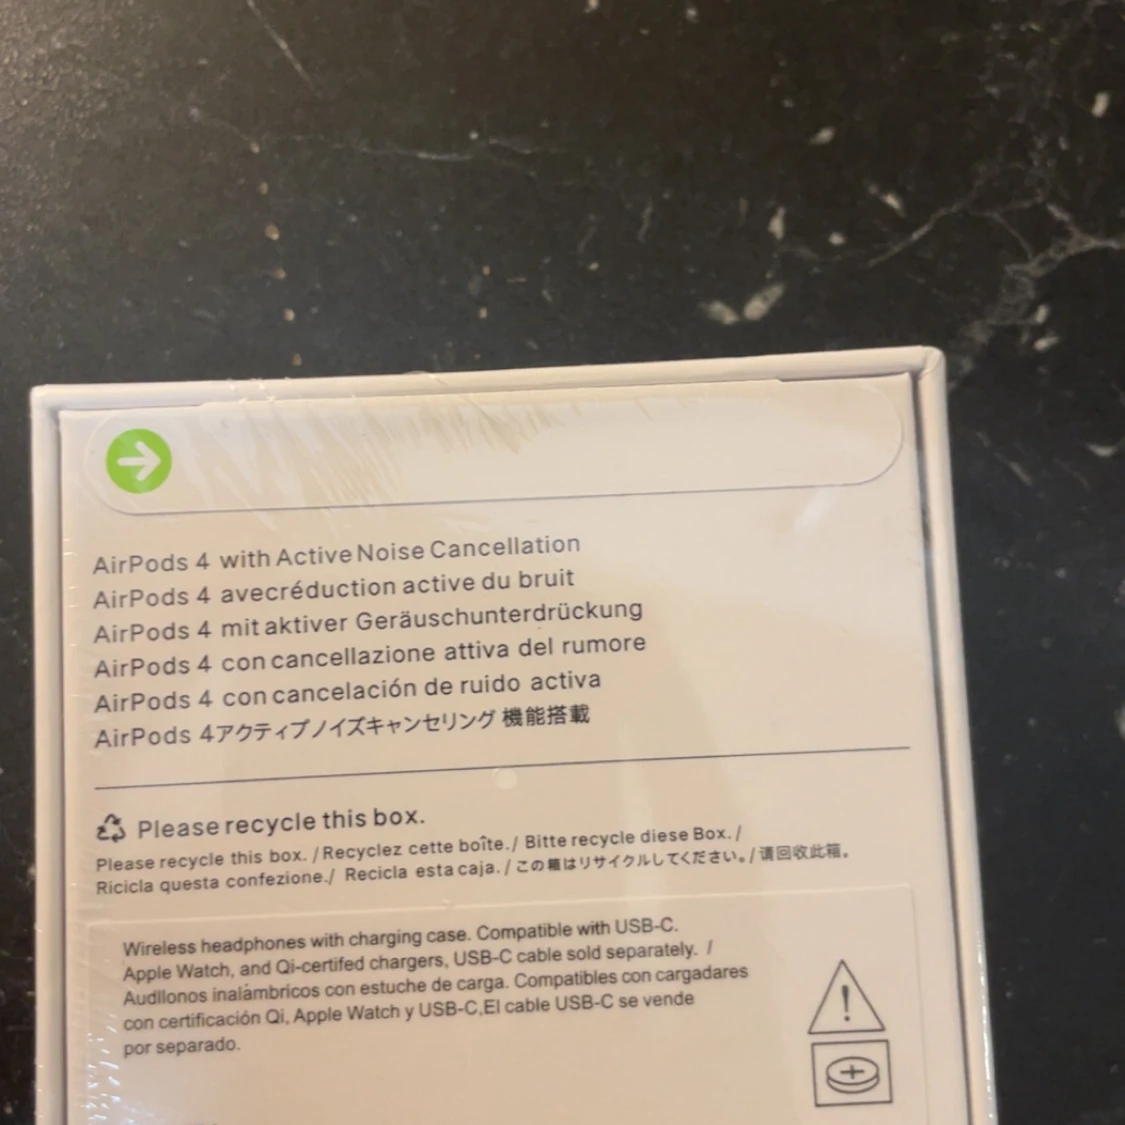 AirPods 4 with Active Noise Cancellation
AirPods 4 avecréduction active du bruit
AirPods 4 mit aktiver Geräuschunterdrückung
AirPods 4 con cancellazione attiva del rumore
AirPods 4 con cancelación de ruido activa
AirPods 4アクティブノイズキャンセリング 機能搭載
Please recycle this box.
Please recycle this box. / Recyclez cette boîte. / Bitte recycle diese Box. /
Ricicla questa confezione./ Recicla esta caja. / この箱はリサイクルしてください。/ 请回收此箱。
Wireless headphones with charging case. Compatible with USB-C.
Apple Watch, and Qi-certifed chargers, USB-C cable sold separately. /
Audllonos inalámbricos con estuche de carga. Compatibles con cargadares
con certificación Qi, Apple Watch y USB-C,El cable USB-C se vende
por separado.